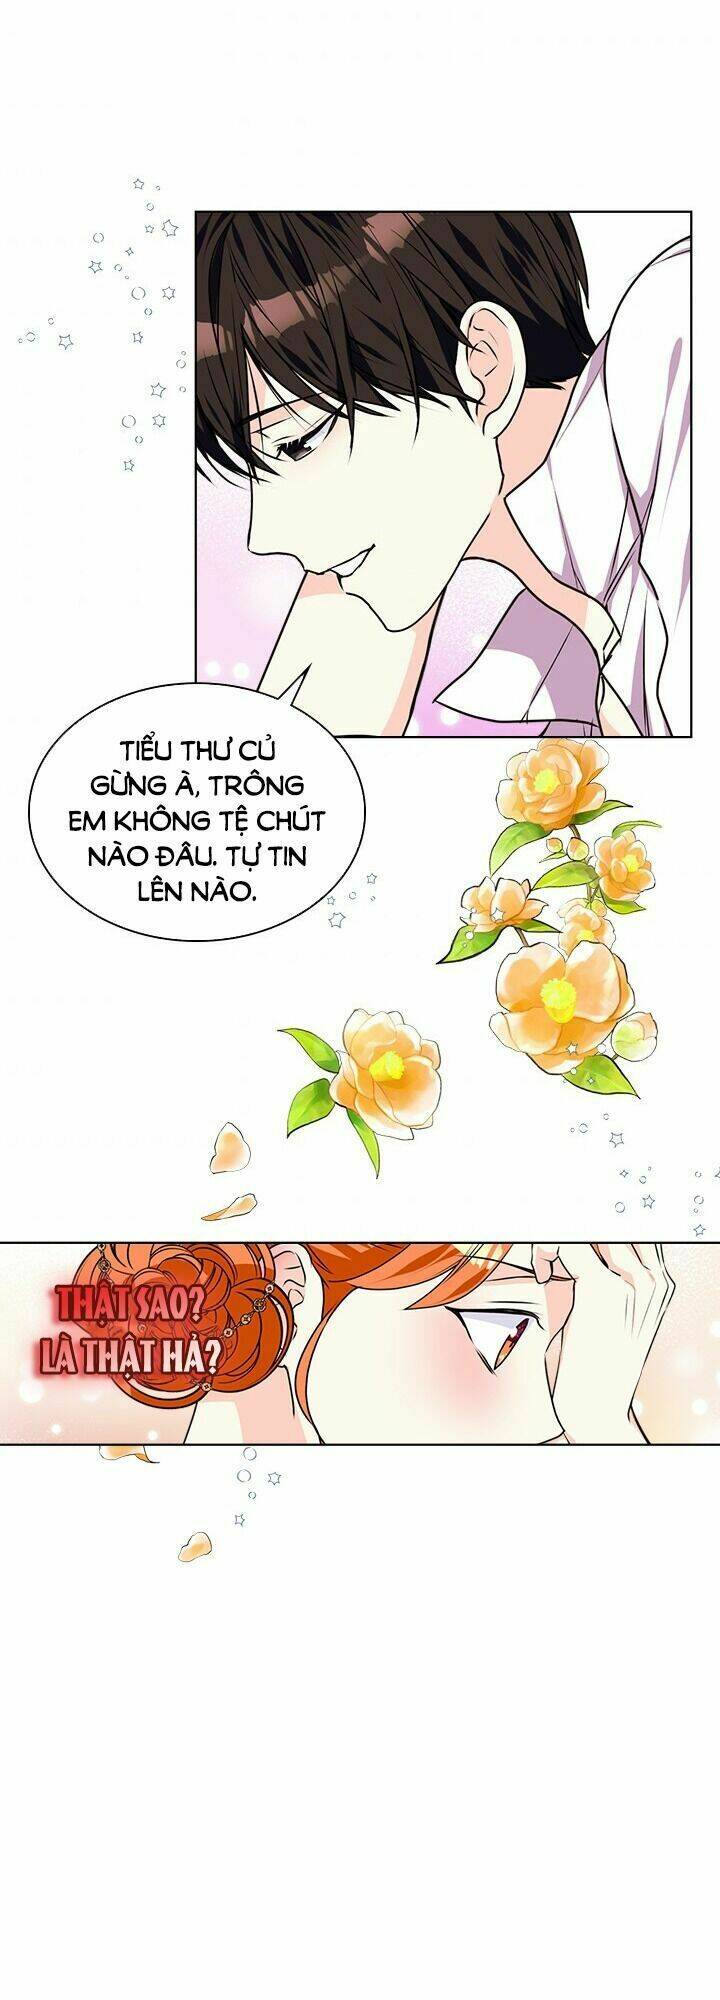 TIỂU THƯ CỦ
GỪNG À, TRÔNG
EM KHÔNG TỆ CHÚT
NÀO ĐÂU. TỰ TIN
LÊN NÀO.
THẬT SAO?
LÀ THẬT HẢ?